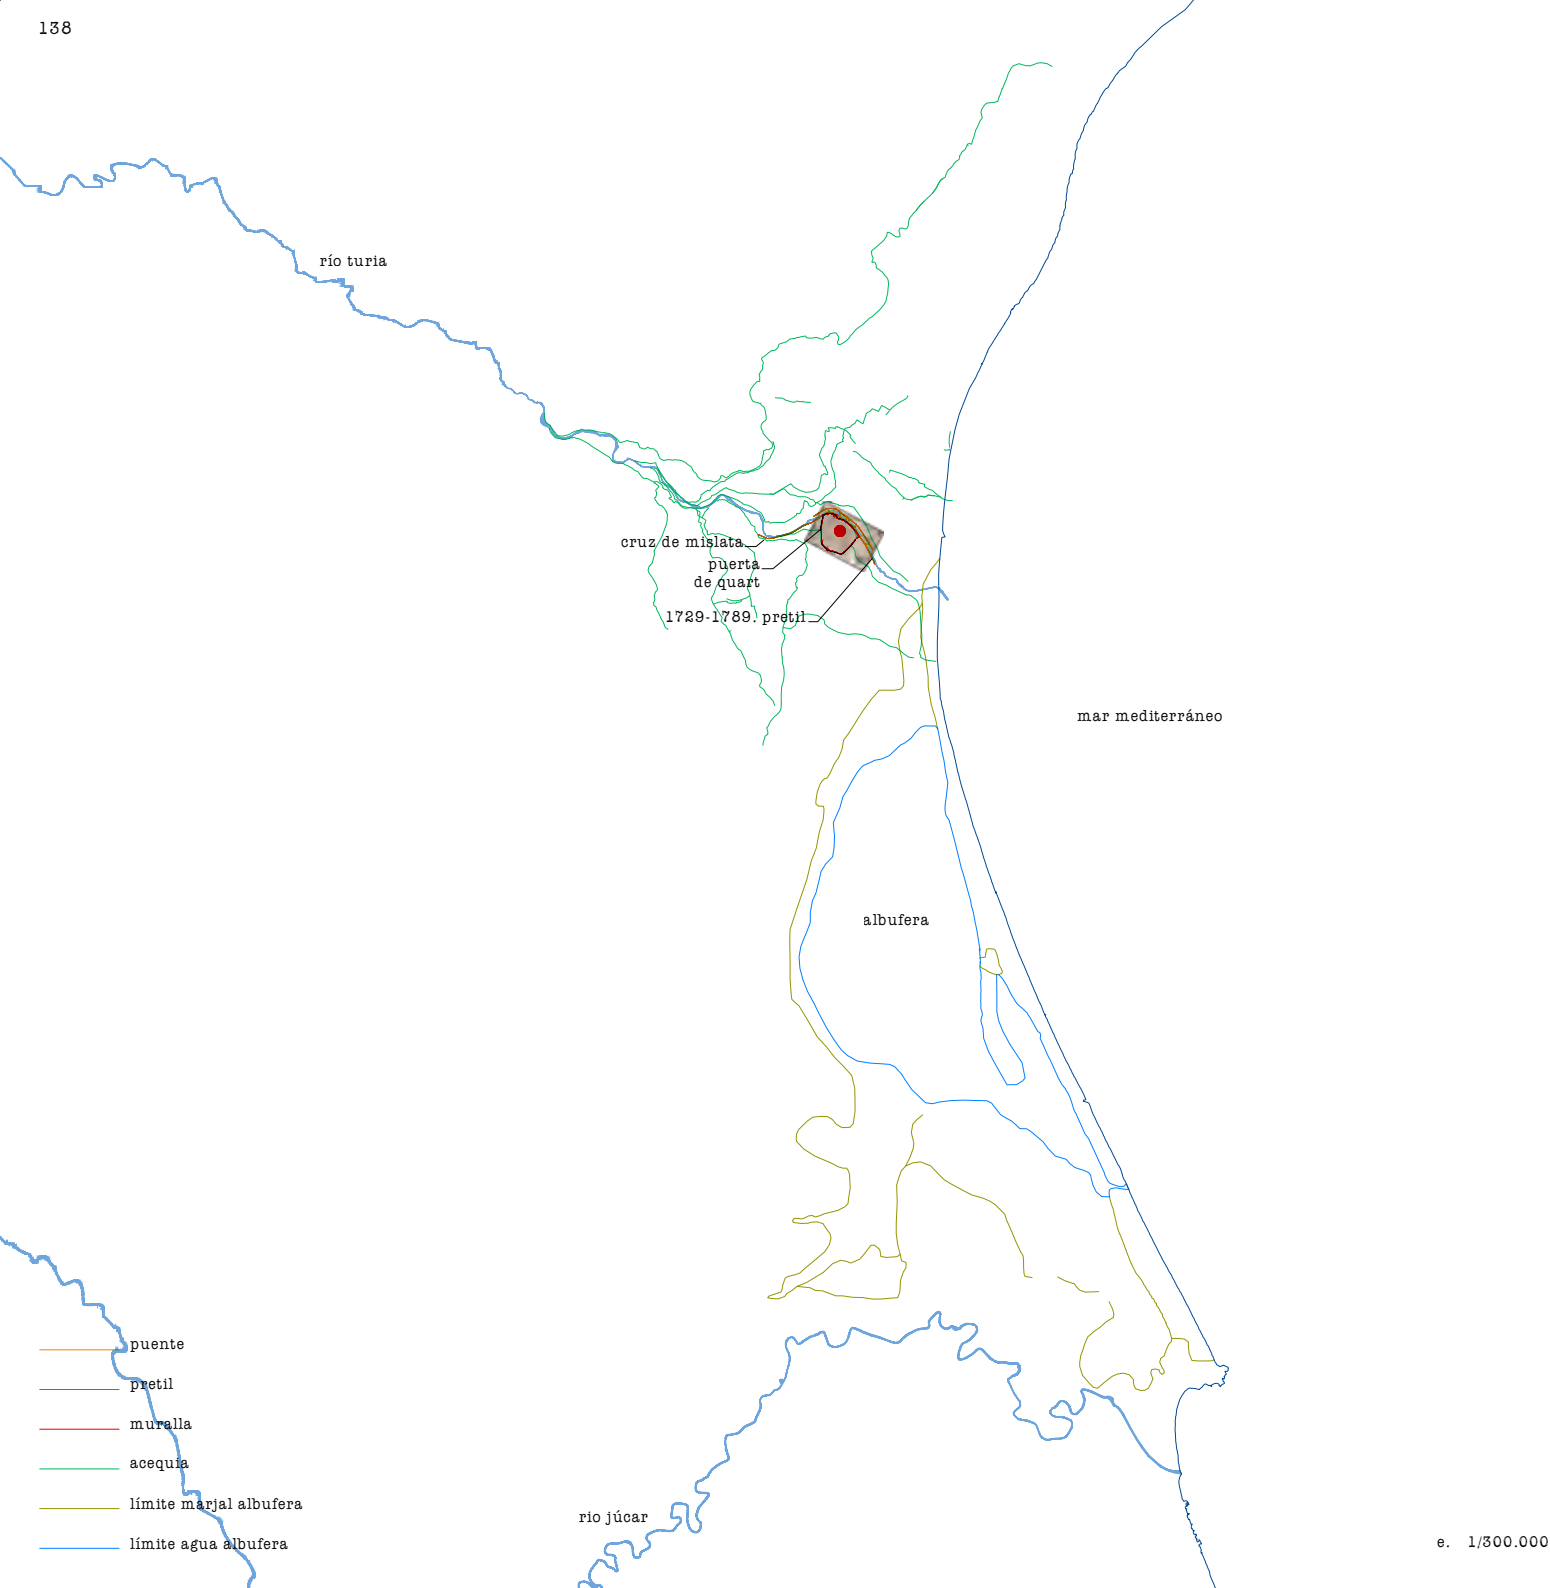 138
río turia
cruz de mislata
puerta
de quart
1729-1789. pretil
mar mediterráneo
albufera
puente
pretil
muralla
acequia
límite marjal albufera
límite agua albufera
rio júcar
e. 1/300.000